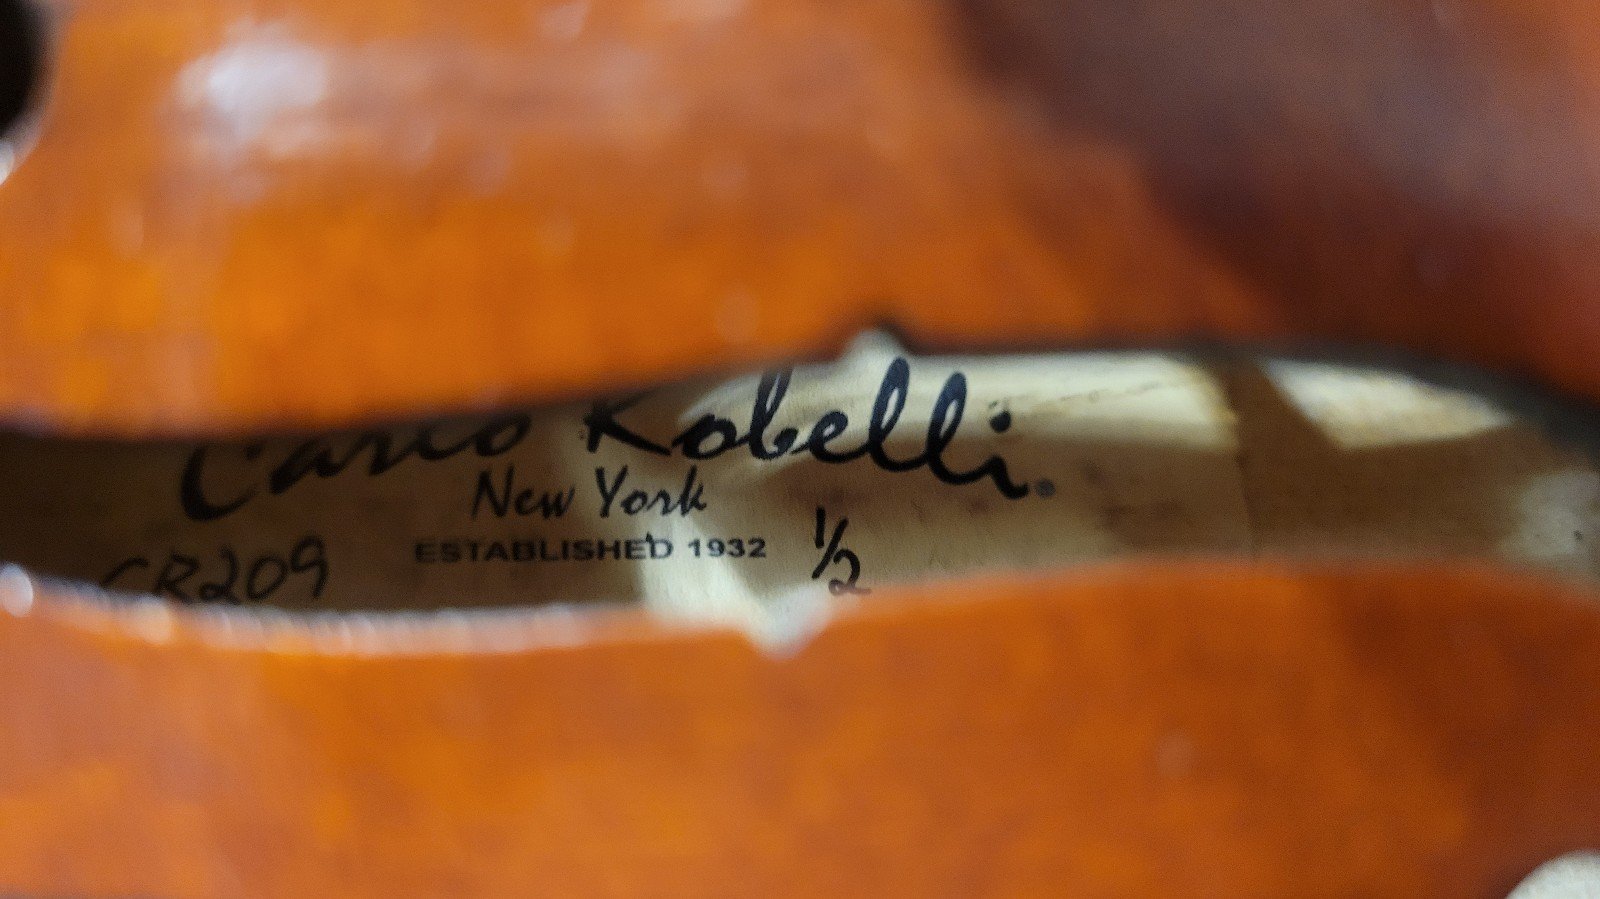 Carlo Robelli®
New York
ESTABLISHED 1932
CR209 1/2